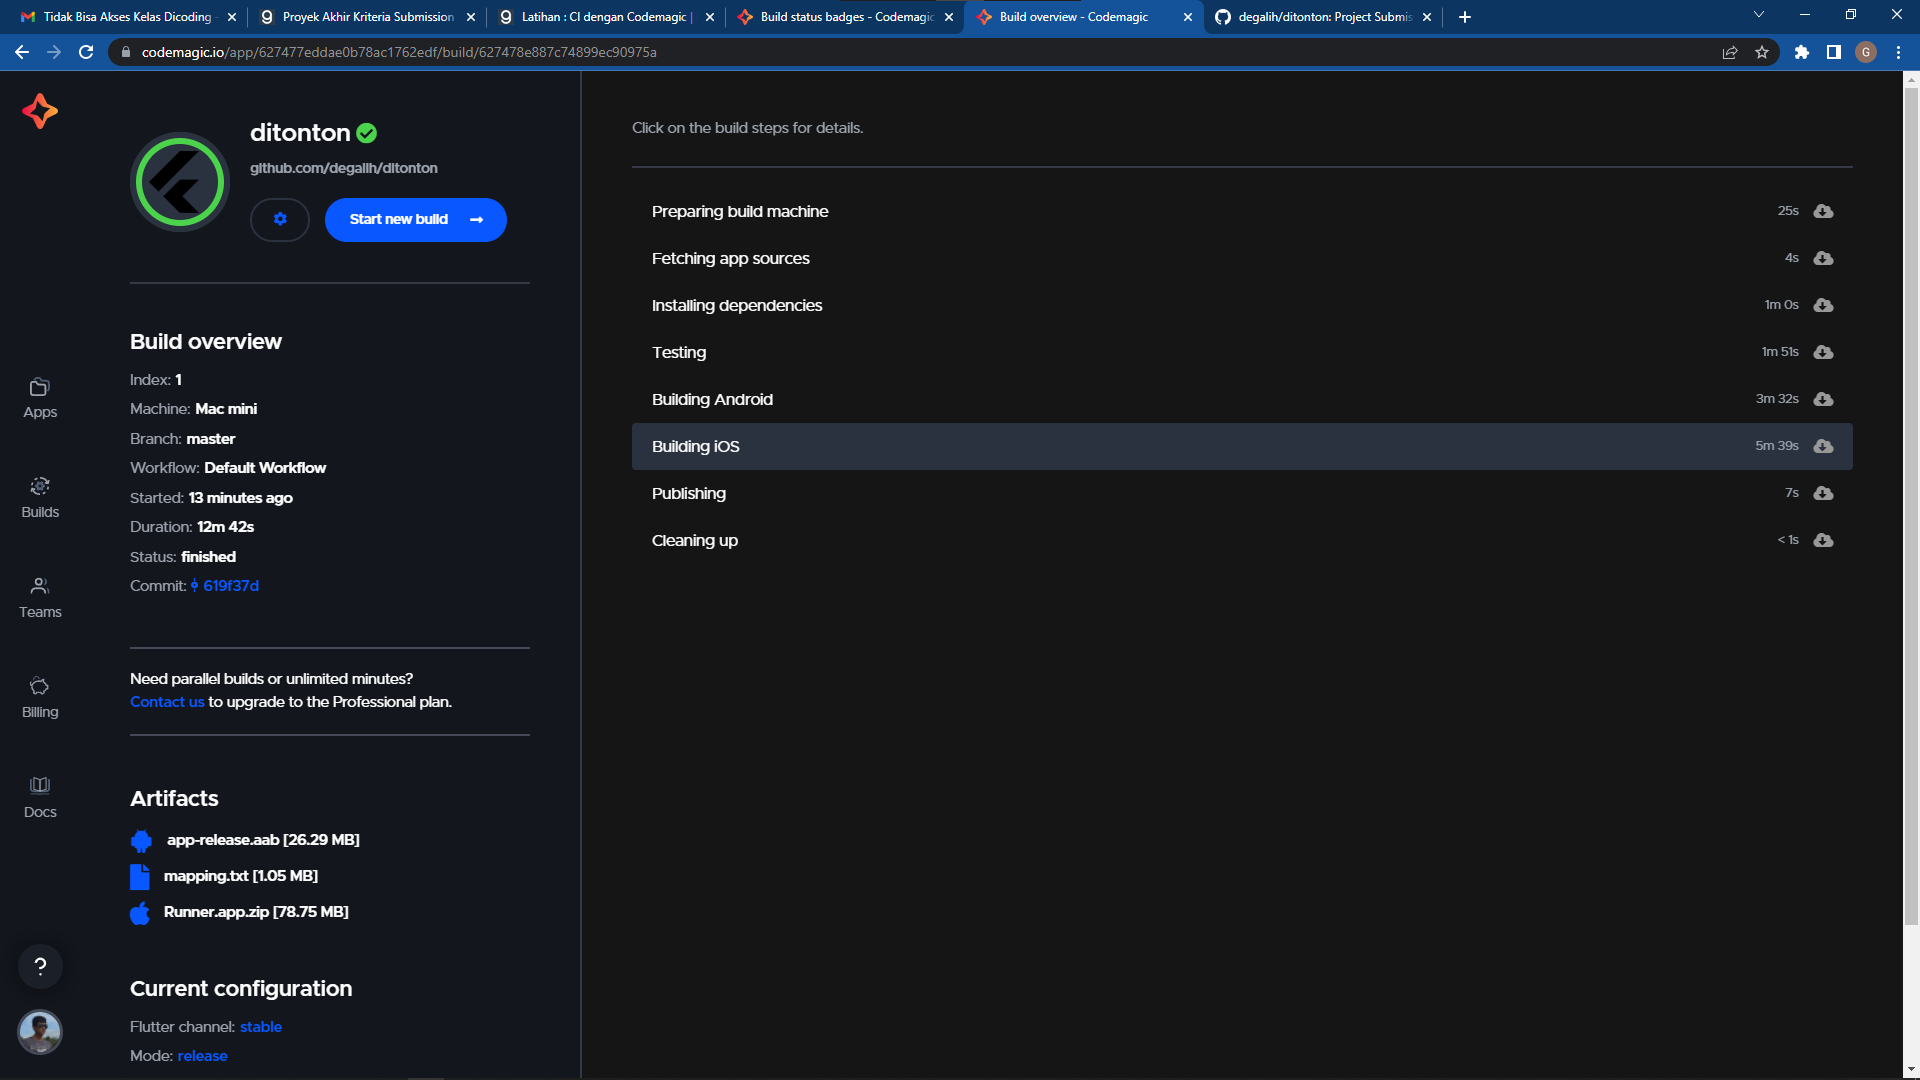 Tidak Bisa Akses Kelas Dicoding -
Proyek Akhir Kriteria Submission
Latihan : CI dengan Codemagic |
Build status badges - Codemagic
Build overview - Codemagic
degalih/ditonton: Project Submis
codemagic.io/app/627477eddae0b78ac1762edf/build/627478e887c74899ec90975a
G
ditonton
github.com/degalih/ditonton
Start new build
Build overview
Index: 1
Machine: Mac mini
Branch: master
Workflow: Default Workflow
Started: 13 minutes ago
Duration: 12m 42s
Status: finished
Commit: 619f37d
Need parallel builds or unlimited minutes?
Contact us to upgrade to the Professional plan.
Artifacts
app-release.aab [26.29 MB]
mapping.txt [1.05 MB]
Runner.app.zip [78.75 MB]
Current configuration
Flutter channel: stable
Mode: release
Apps
Builds
Teams
Billing
Docs
?
Click on the build steps for details.
Preparing build machine 25s
Fetching app sources 4s
Installing dependencies 1m 0s
Testing 1m 51s
Building Android 3m 32s
Building iOS 5m 39s
Publishing 7s
Cleaning up < 1s